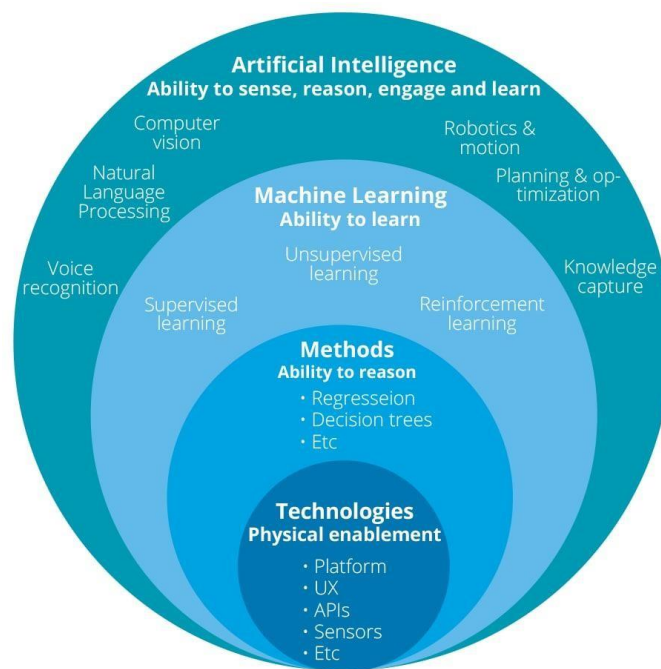 Artificial Intelligence
Ability to sense, reason, engage and learn
Computer
vision
Robotics &
motion
Natural
Language
Processing
Planning & op-
timization
Machine Learning
Ability to learn
Unsupervised
learning
Voice
recognition
Knowledge
capture
Supervised
learning
Reinforcement
learning
Methods
Ability to reason
· Regresseion
· Decision trees
· Etc
Technologies
Physical enablement
· Platform
· UX
· APIs
· Sensors
· Etc